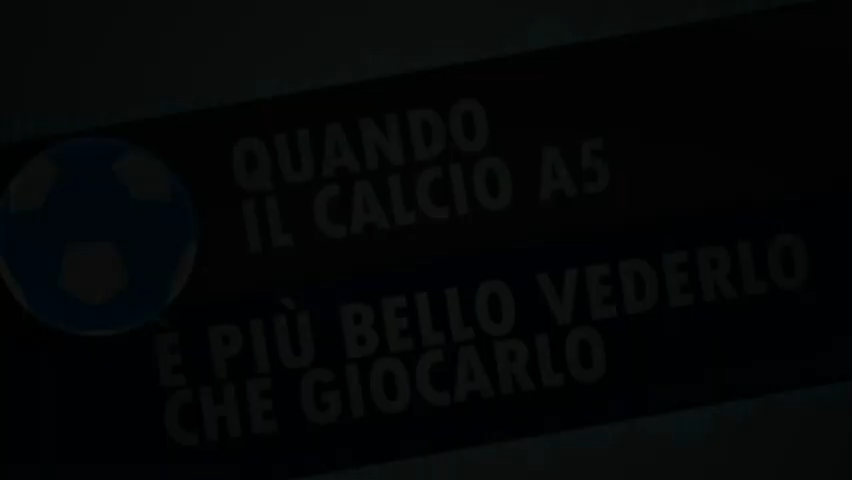 QUANDO
IL CALCIO A5
E PIÙ BELLO VEDERLO
CHE GIOCARLO